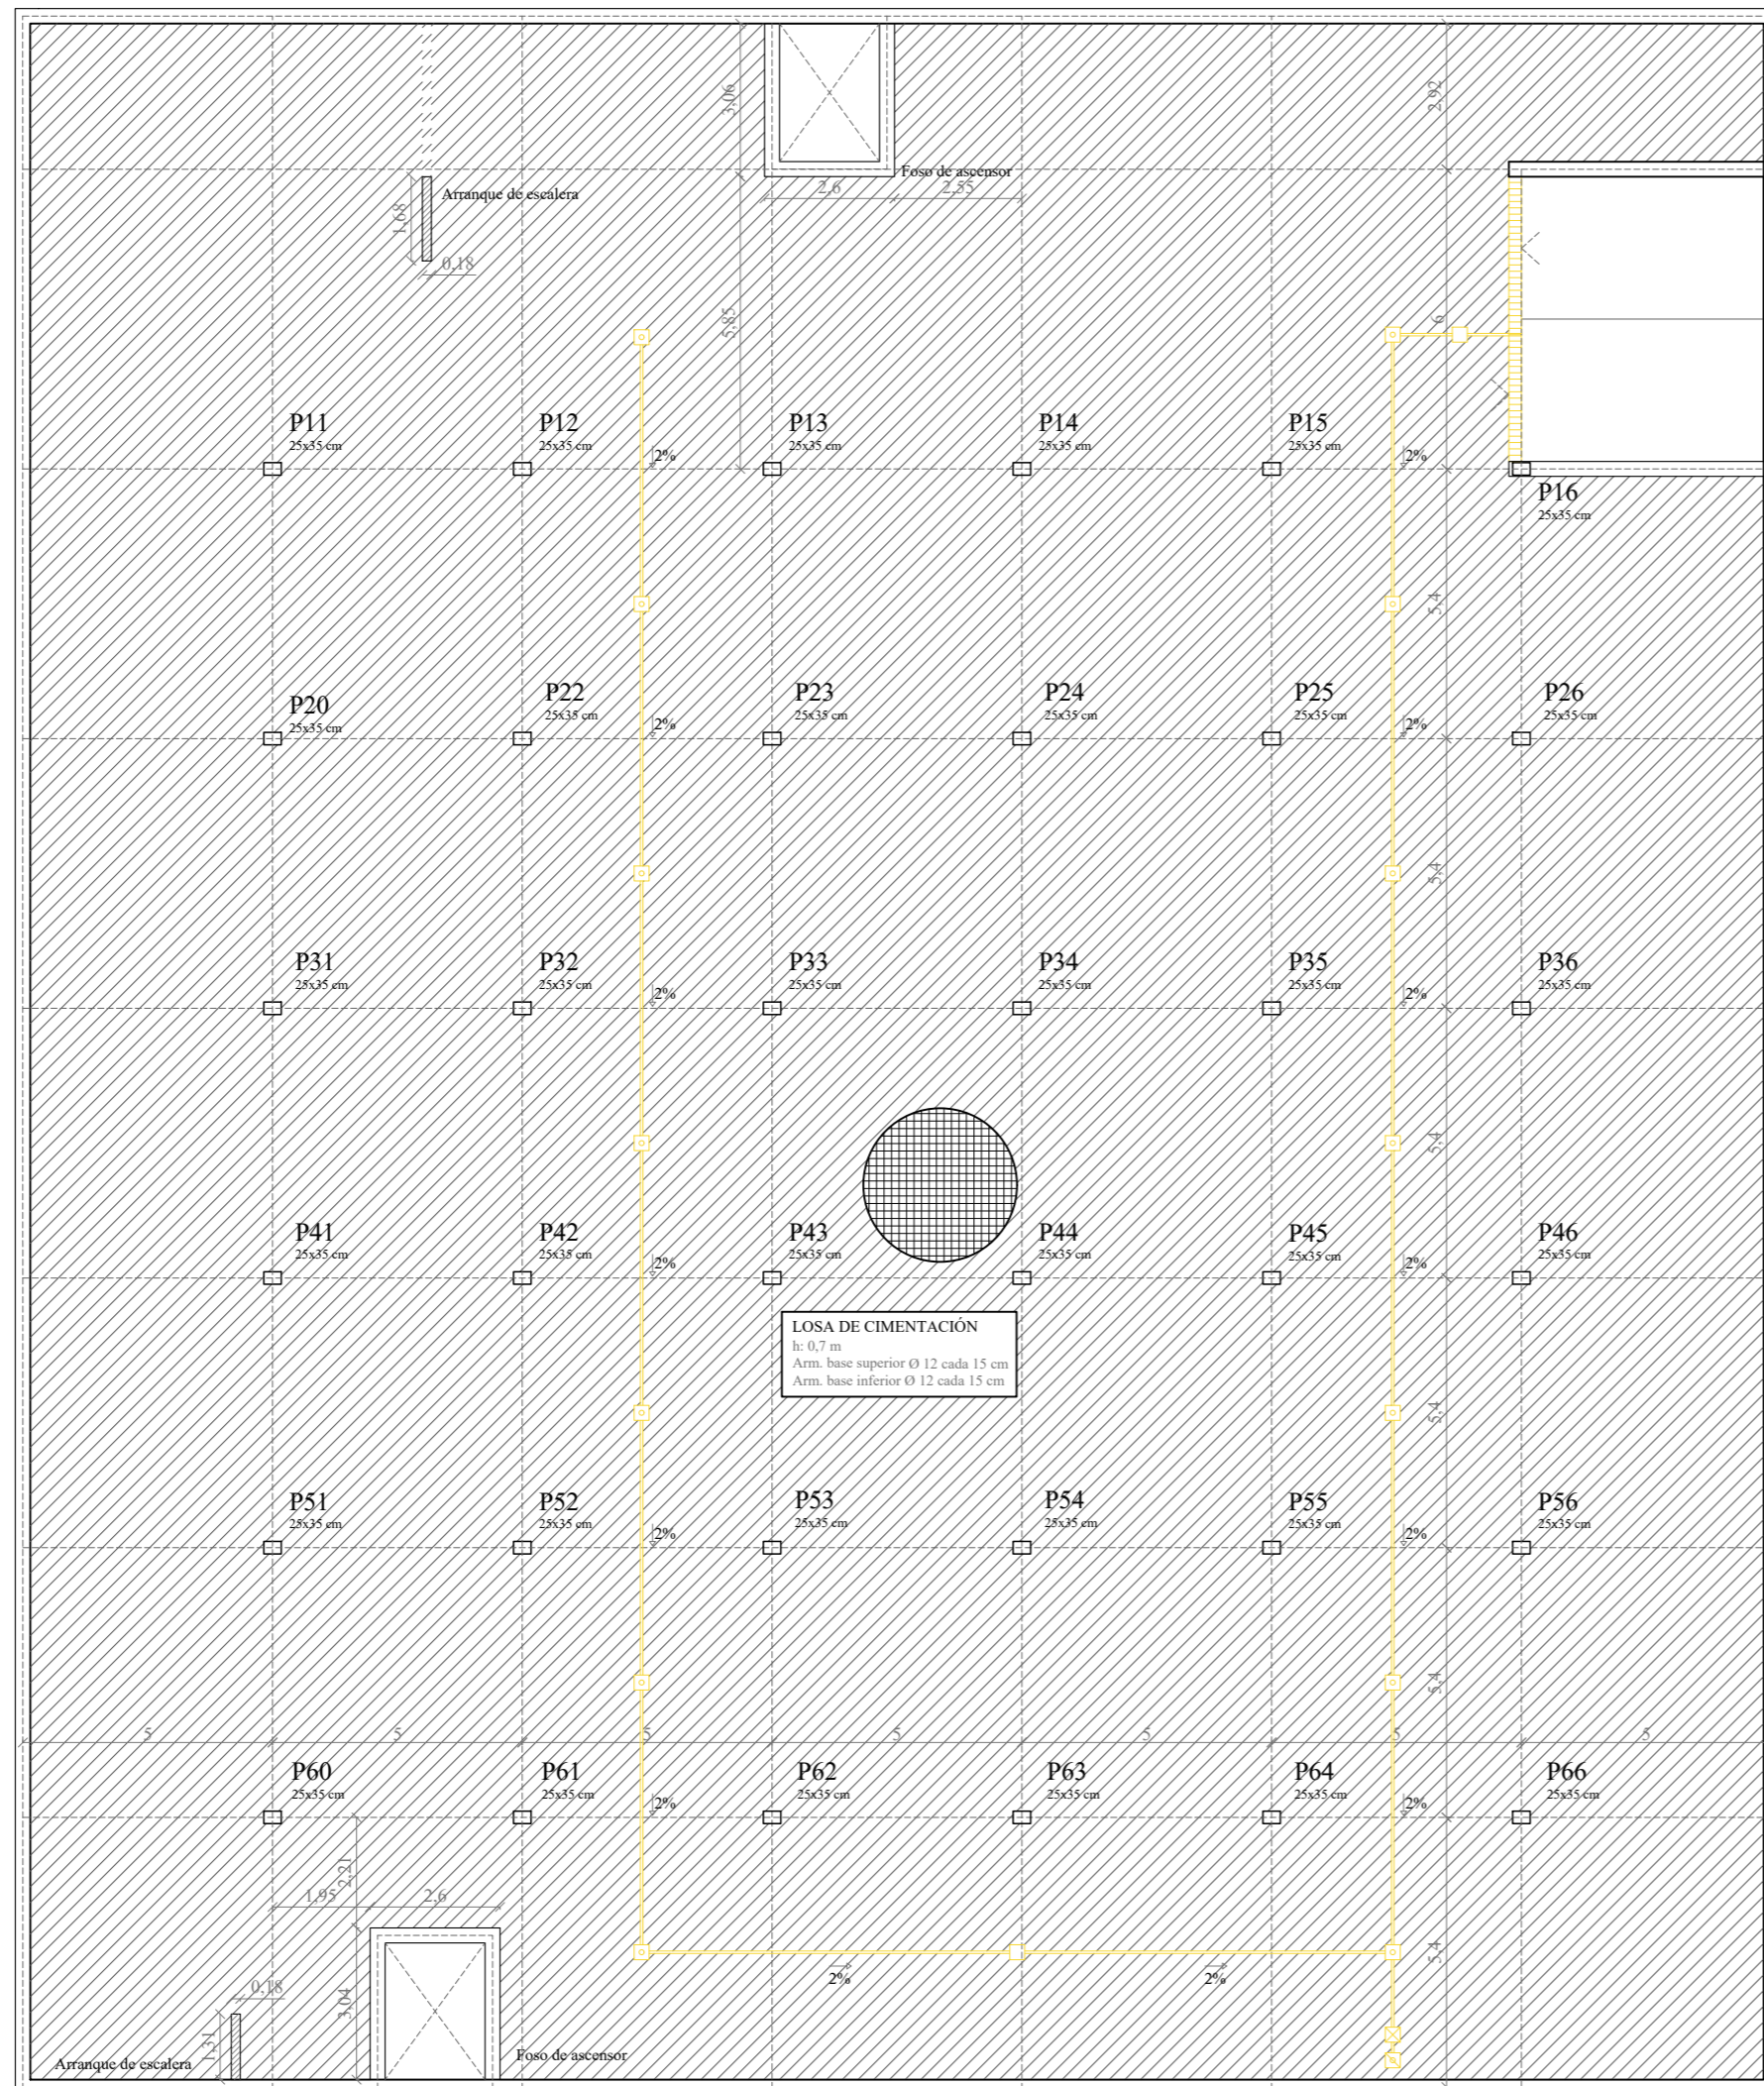 3,06
2,92
Foso de ascensor
2,6
2,55
Arranque de escalera
1,68
0,18
5,85
6
P11
25x35 cm
P12
25x35 cm
P13
25x35 cm
P14
25x35 cm
P15
25x35 cm
2%
2%
P16
25x35 cm
5,4
P20
25x35 cm
P22
25x35 cm
P23
25x35 cm
P24
25x35 cm
P25
25x35 cm
P26
25x35 cm
2%
2%
5,4
P31
25x35 cm
P32
25x35 cm
P33
25x35 cm
P34
25x35 cm
P35
25x35 cm
P36
25x35 cm
2%
2%
5,4
P41
25x35 cm
P42
25x35 cm
P43
25x35 cm
P44
25x35 cm
P45
25x35 cm
P46
25x35 cm
2%
2%
LOSA DE CIMENTACIÓN
h: 0,7 m
Arm. base superior Ø 12 cada 15 cm
Arm. base inferior Ø 12 cada 15 cm
5,4
P51
25x35 cm
P52
25x35 cm
P53
25x35 cm
P54
25x35 cm
P55
25x35 cm
P56
25x35 cm
2%
2%
5,4
5
5
5
5
5
5
5
P60
25x35 cm
P61
25x35 cm
P62
25x35 cm
P63
25x35 cm
P64
25x35 cm
P66
25x35 cm
2%
2%
2,21
1,95
2,6
5,4
2%
2%
0,18
3,04
1,31
Arranque de escalera
Foso de ascensor